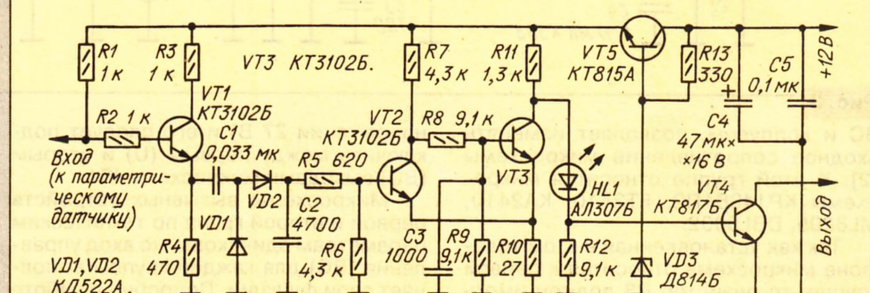 R1
1 к
R3
1 к
VT3 КТ3102Б.
VT1
КТ3102Б
R2 1 к
C1
0,033 мк
Вход
(к параметри-
ческому
датчику)
VD1
VD2
R4
470
VD1, VD2
КД522А.
R5 620
C2
4700
R6
4,3 к
VT2
КТ3102Б
R7
4,3 к
R8 9,1 к
C3
1000
R9
9,1 к
R10
27
R11
1,3 к
VT3
HL1
АЛ307Б
R12
9,1 к
VT5
КТ815А
R13
330
C4
47 мк×
×16 В
C5
0,1 мк
+12 В
VT4
КТ817Б
VD3
Д814Б
Выход